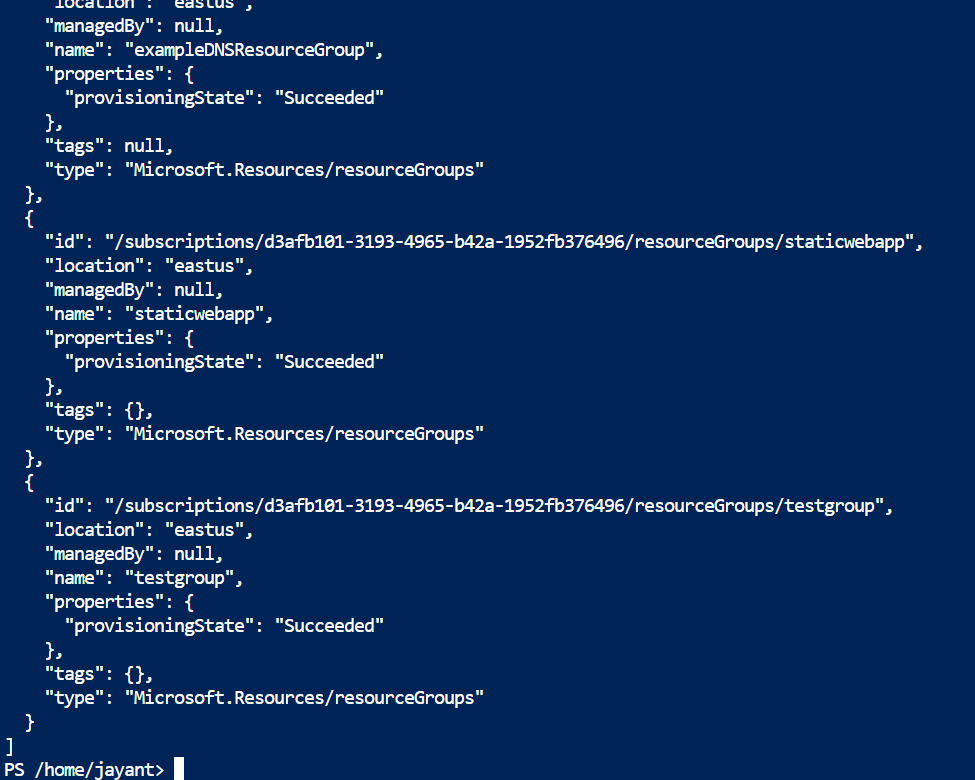 "location": "eastus",
"managedBy": null,
"name": "exampleDNSResourceGroup",
"properties": {
"provisioningState": "Succeeded"
},
"tags": null,
"type": "Microsoft.Resources/resourceGroups"
},
{
"id": "/subscriptions/d3afb101-3193-4965-b42a-1952fb376496/resourceGroups/staticwebapp",
"location": "eastus",
"managedBy": null,
"name": "staticwebapp",
"properties": {
"provisioningState": "Succeeded"
},
"tags": {},
"type": "Microsoft.Resources/resourceGroups"
},
{
"id": "/subscriptions/d3afb101-3193-4965-b42a-1952fb376496/resourceGroups/testgroup",
"location": "eastus",
"managedBy": null,
"name": "testgroup",
"properties": {
"provisioningState": "Succeeded"
},
"tags": {},
"type": "Microsoft.Resources/resourceGroups"
}
]
PS /home/jayant>